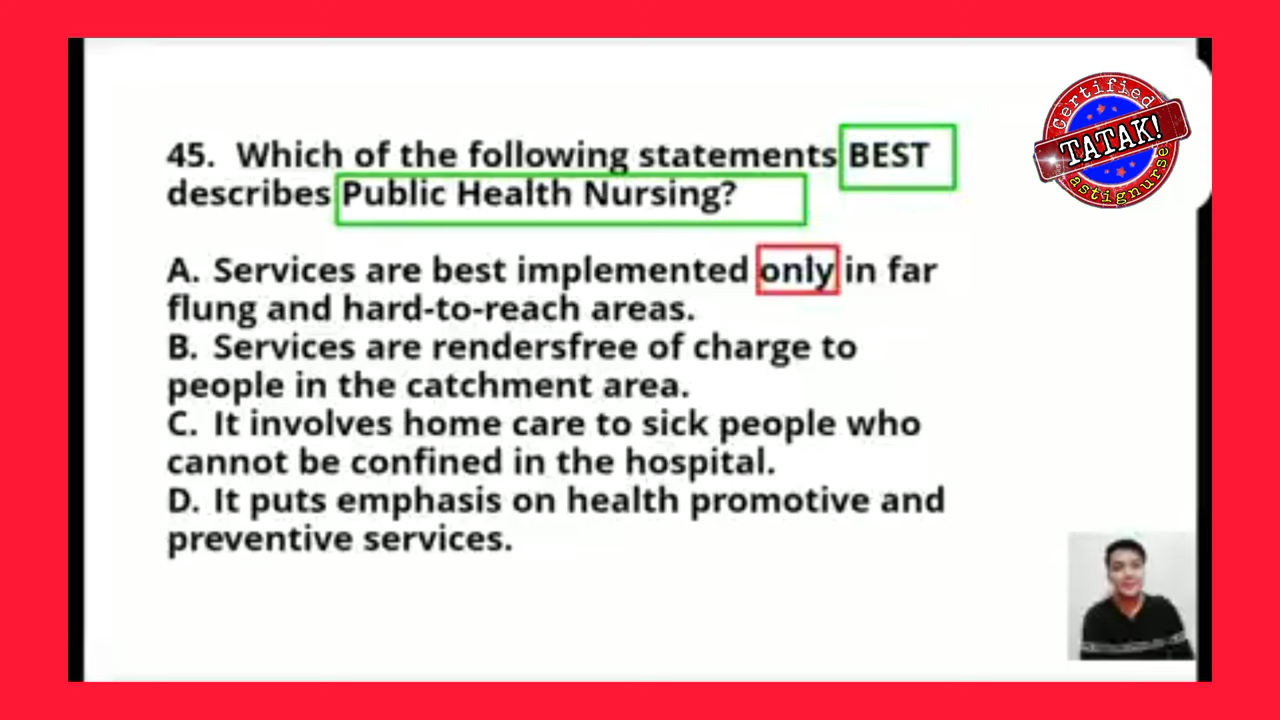 45. Which of the following statements BEST
describes Public Health Nursing?
A. Services are best implemented only in far
flung and hard-to-reach areas.
B. Services are rendersfree of charge to
people in the catchment area.
C. It involves home care to sick people who
cannot be confined in the hospital.
D. It puts emphasis on health promotive and
preventive services.
Certified
TATAK!
astignurse